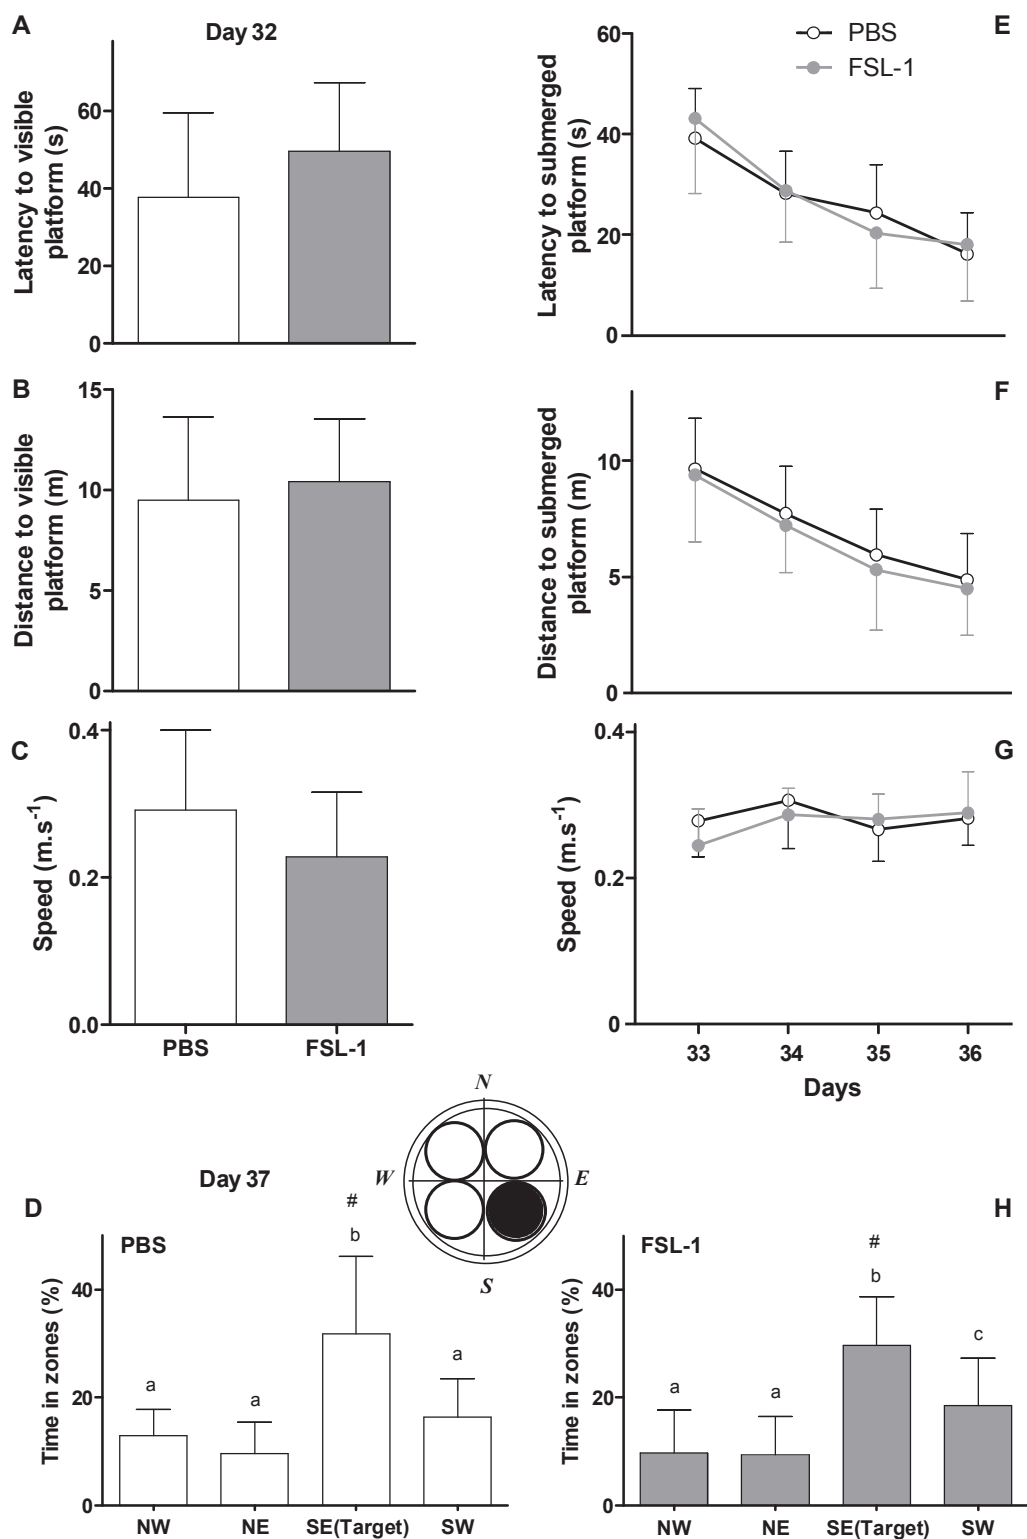 A
Day 32
Latency to visible
platform (s)
60
40
20
0
E
PBS
FSL-1
Latency to submerged
platform (s)
60
40
20
0
B
Distance to visible
platform (m)
15
10
5
0
F
Distance to submerged
platform (m)
10
5
0
C
Speed (m.s⁻¹)
0.4
0.2
0.0
PBS
FSL-1
G
Speed (m.s⁻¹)
0.4
0.2
0
33
34
35
36
Days
N
W
E
S
Day 37
D
PBS
Time in zones (%)
40
20
0
a
a
#
b
a
NW
NE
SE(Target)
SW
H
FSL-1
Time in zones (%)
40
20
0
a
a
#
b
c
NW
NE
SE(Target)
SW